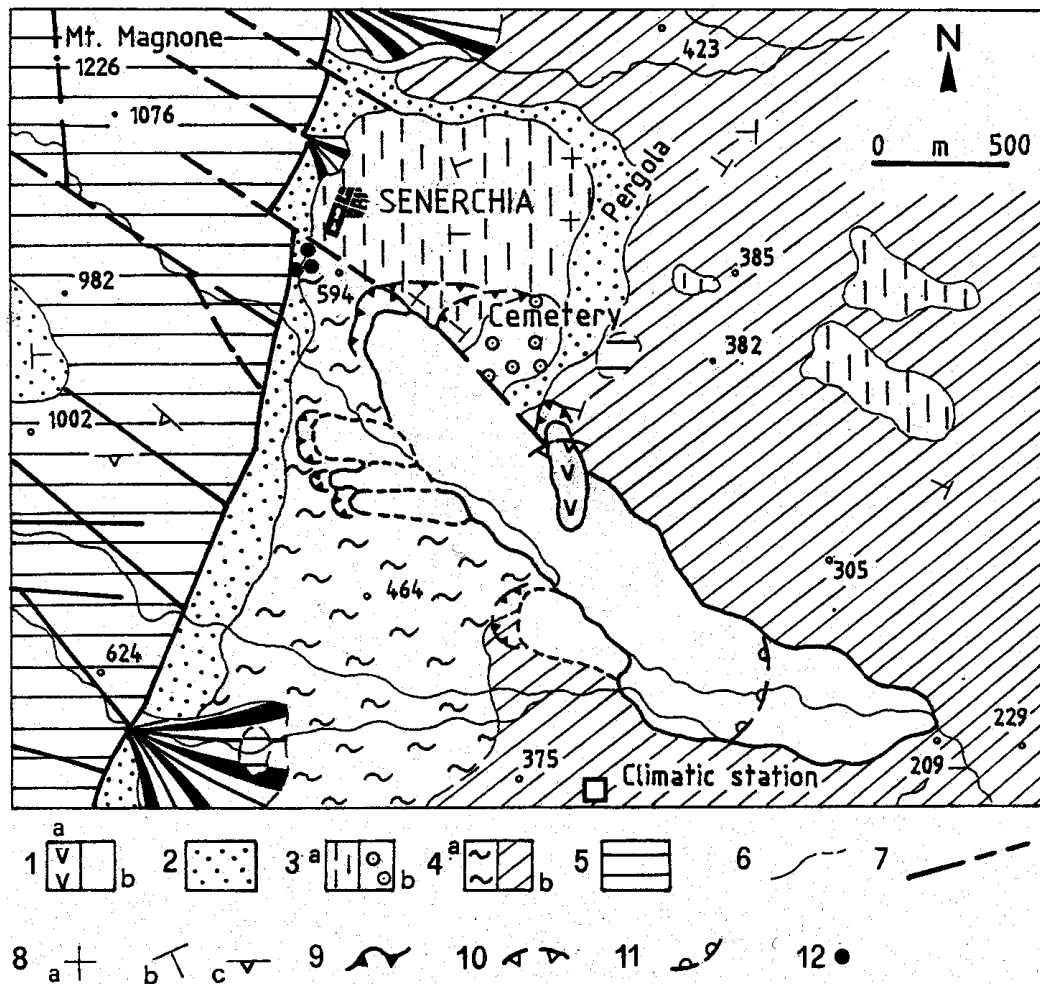 Mt. Magnone
1226
1076
423
N
0 m 500
Pergola
SENERCHIA
982
594
385
Cemetery
382
1002
305
464
624
375
Climatic station
229
209
1 a b 2 3 a b 4 a b 5 6 7
8 a b c 9 10 11 12